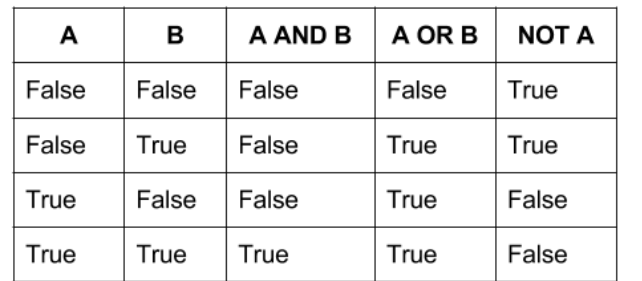 A B A AND B A OR B NOT A
False False False False True
False True False True True
True False False True False
True True True True False